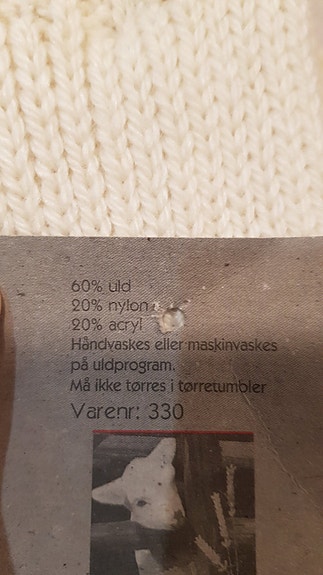 60% uld
20% nylon
20% acryl
Håndvaskes eller maskinvaskes
på uldprogram.
Må ikke tørres i tørretumbler
Varenr: 330